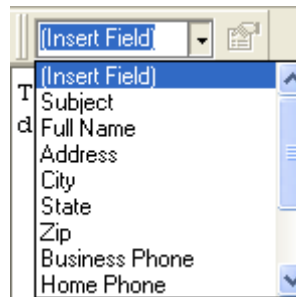 (Insert Field)
(Insert Field)
T
Subject
d
Full Name
Address
City
State
Zip
Business Phone
Home Phone